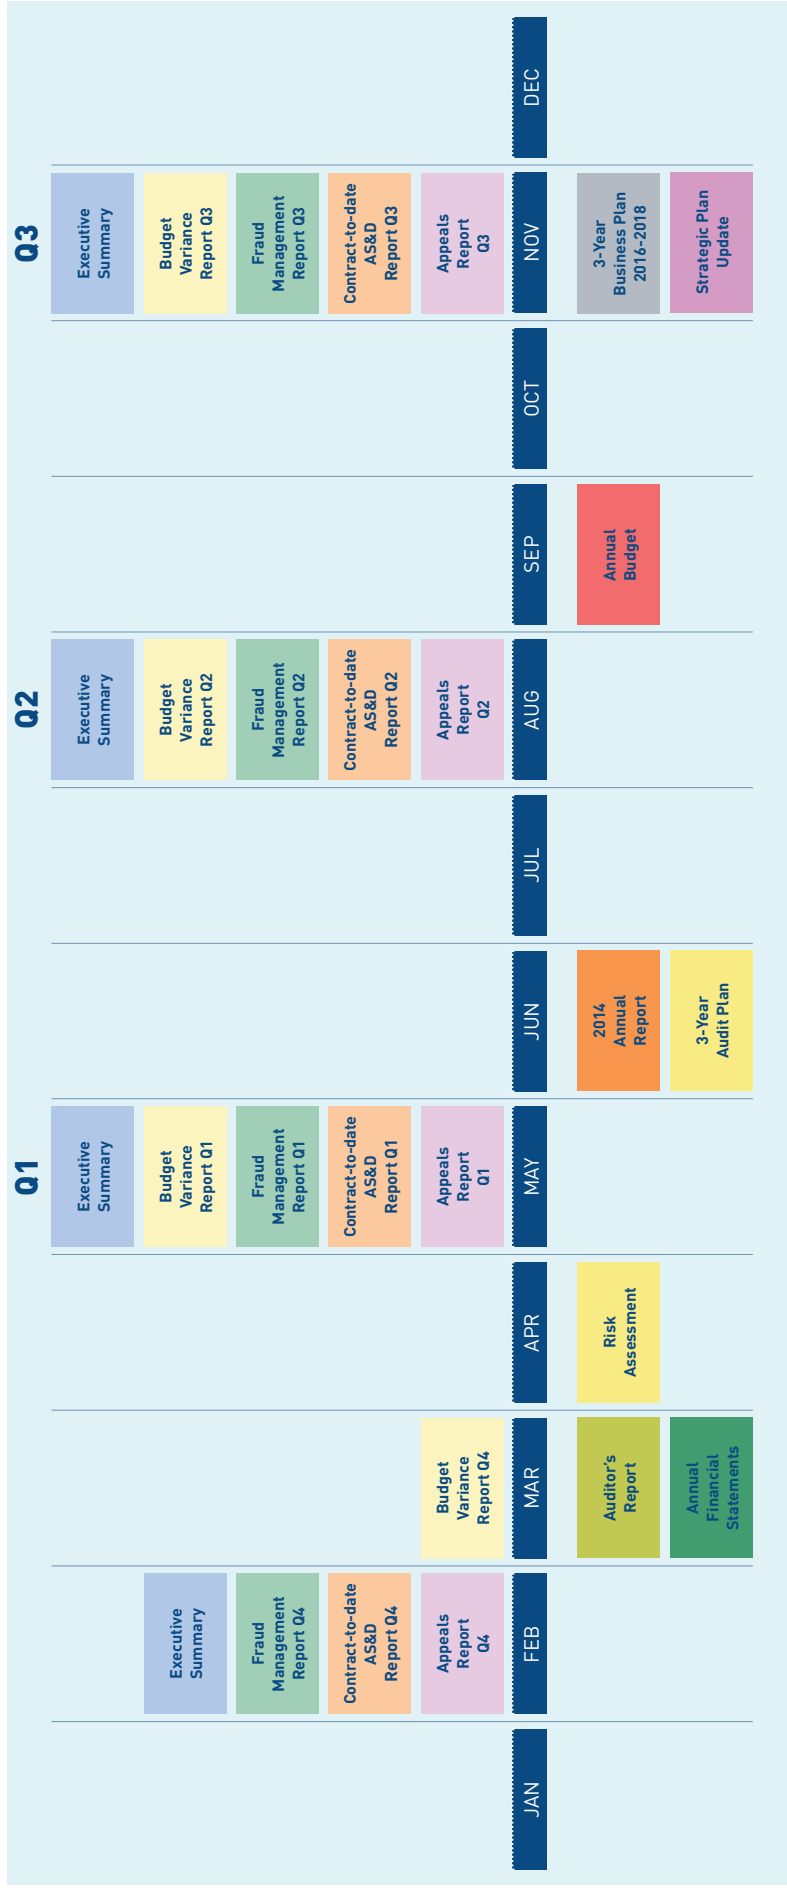 Q1
Q2
Q3
Executive
Summary
Budget
Variance
Report Q1
Fraud
Management
Report Q1
Contract-to-date
AS&D
Report Q1
Appeals
Report
Q1
Executive
Summary
Budget
Variance
Report Q2
Fraud
Management
Report Q2
Contract-to-date
AS&D
Report Q2
Appeals
Report
Q2
Executive
Summary
Budget
Variance
Report Q3
Fraud
Management
Report Q3
Contract-to-date
AS&D
Report Q3
Appeals
Report
Q3
Executive
Summary
Fraud
Management
Report Q4
Contract-to-date
AS&D
Report Q4
Appeals
Report
Q4
Budget
Variance
Report Q4
JAN
FEB
MAR
APR
MAY
JUN
JUL
AUG
SEP
OCT
NOV
DEC
Auditor’s
Report
Annual
Financial
Statements
Risk
Assessment
2014
Annual
Report
3-Year
Audit Plan
Annual
Budget
3-Year
Business Plan
2016-2018
Strategic Plan
Update